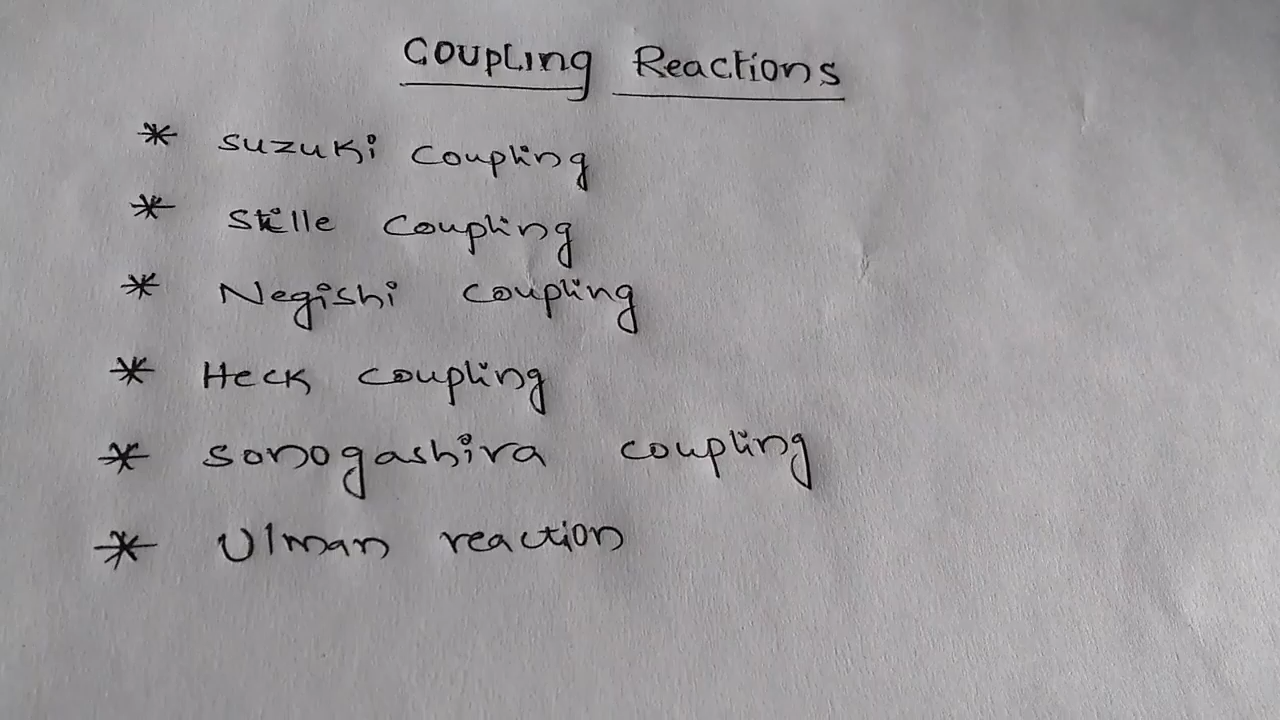 Coupling Reactions
* Suzuki Coupling
* Stille Coupling
* Negishi coupling
* Heck coupling
* sonogashira coupling
* Ulman reaction